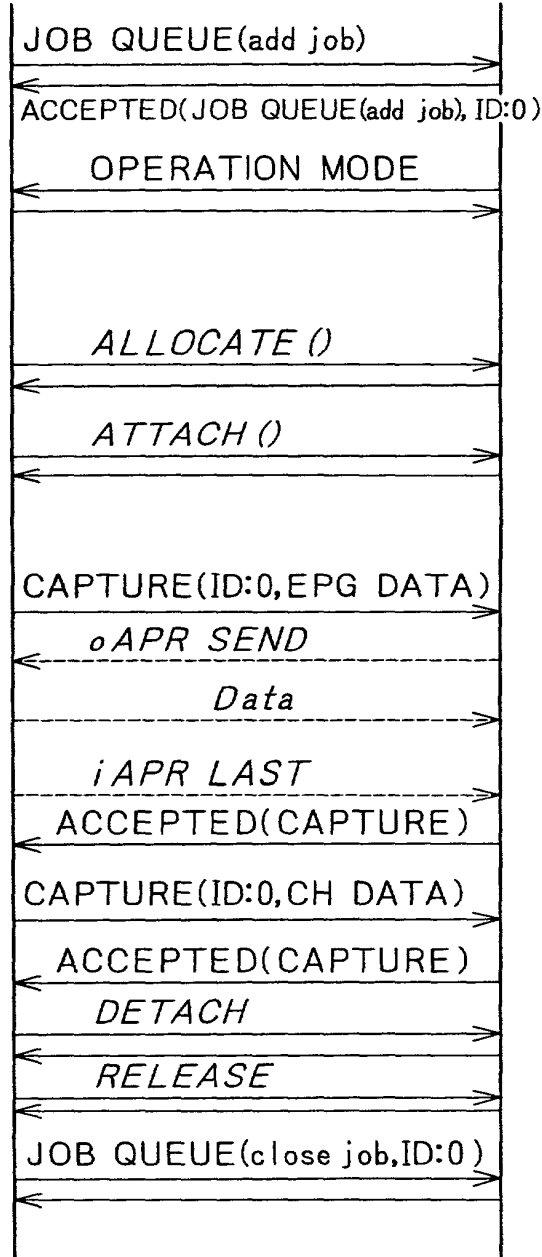 JOB QUEUE(add job)
ACCEPTED(JOB QUEUE(add job), ID:0)
OPERATION MODE
ALLOCATE()
ATTACH()
CAPTURE(ID:0,EPG DATA)
oAPR SEND
Data
iAPR LAST
ACCEPTED(CAPTURE)
CAPTURE(ID:0,CH DATA)
ACCEPTED(CAPTURE)
DETACH
RELEASE
JOB QUEUE(close job,ID:0)